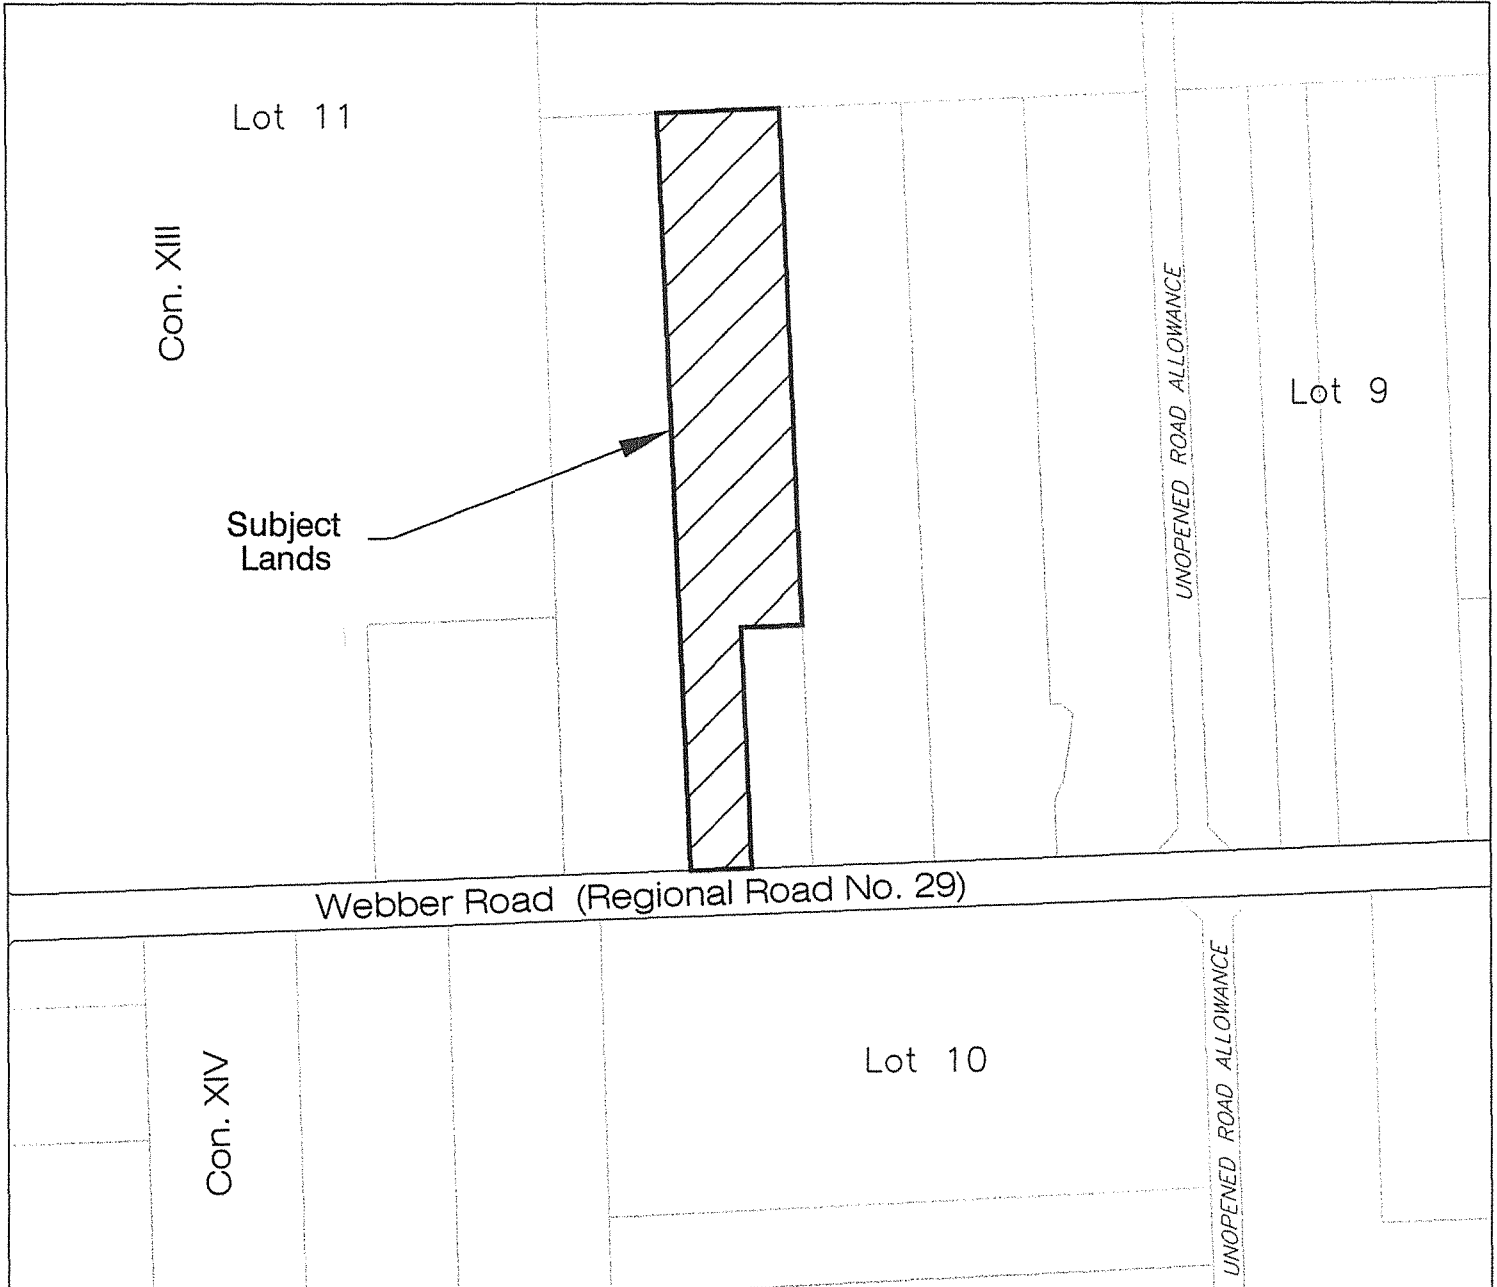 Lot 11
Con. XIII
UNOPENED ROAD ALLOWANCE
Lot 9
Subject
Lands
Webber Road (Regional Road No. 29)
Con. XIV
Lot 10
UNOPENED ROAD ALLOWANCE